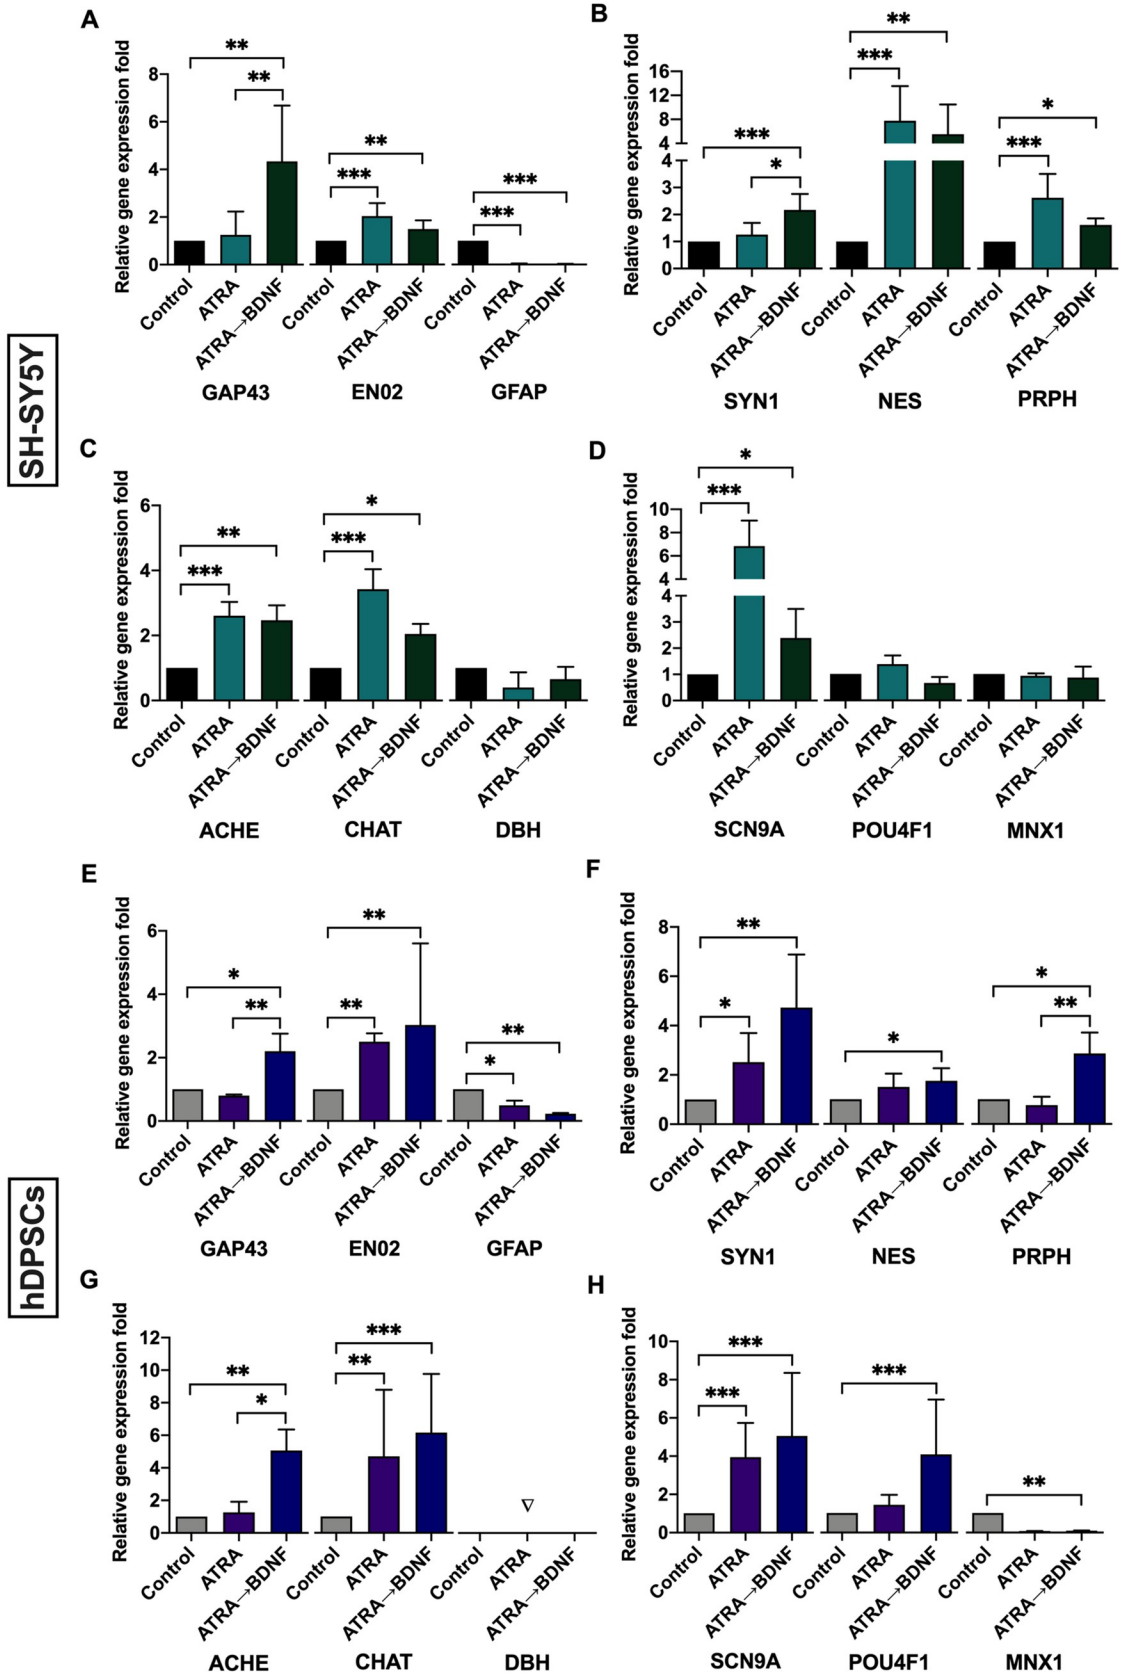 SH-SY5Y
A
Relative gene expression fold
8
6
4
2
0
** **
*** **
*** ***
Control ATRA ATRA→BDNF Control ATRA ATRA→BDNF Control ATRA ATRA→BDNF
GAP43 EN02 GFAP
B
Relative gene expression fold
16
12
8
4
4
3
2
1
0
*** *
** ***
* ***
Control ATRA ATRA→BDNF Control ATRA ATRA→BDNF Control ATRA ATRA→BDNF
SYN1 NES PRPH
C
Relative gene expression fold
6
4
2
0
** ***
* ***
Control ATRA ATRA→BDNF Control ATRA ATRA→BDNF Control ATRA ATRA→BDNF
ACHE CHAT DBH
D
Relative gene expression fold
10
8
6
4
4
3
2
1
0
* ***
Control ATRA ATRA→BDNF Control ATRA ATRA→BDNF Control ATRA ATRA→BDNF
SCN9A POU4F1 MNX1
hDPSCs
E
Relative gene expression fold
6
4
2
0
* **
** **
** *
Control ATRA ATRA→BDNF Control ATRA ATRA→BDNF Control ATRA ATRA→BDNF
GAP43 EN02 GFAP
F
Relative gene expression fold
8
6
4
2
0
** *
*
* **
Control ATRA ATRA→BDNF Control ATRA ATRA→BDNF Control ATRA ATRA→BDNF
SYN1 NES PRPH
G
Relative gene expression fold
12
10
8
6
4
2
0
** *
*** **
▽
Control ATRA ATRA→BDNF Control ATRA ATRA→BDNF Control ATRA ATRA→BDNF
ACHE CHAT DBH
H
Relative gene expression fold
10
8
6
4
2
0
*** ***
***
**
Control ATRA ATRA→BDNF Control ATRA ATRA→BDNF Control ATRA ATRA→BDNF
SCN9A POU4F1 MNX1